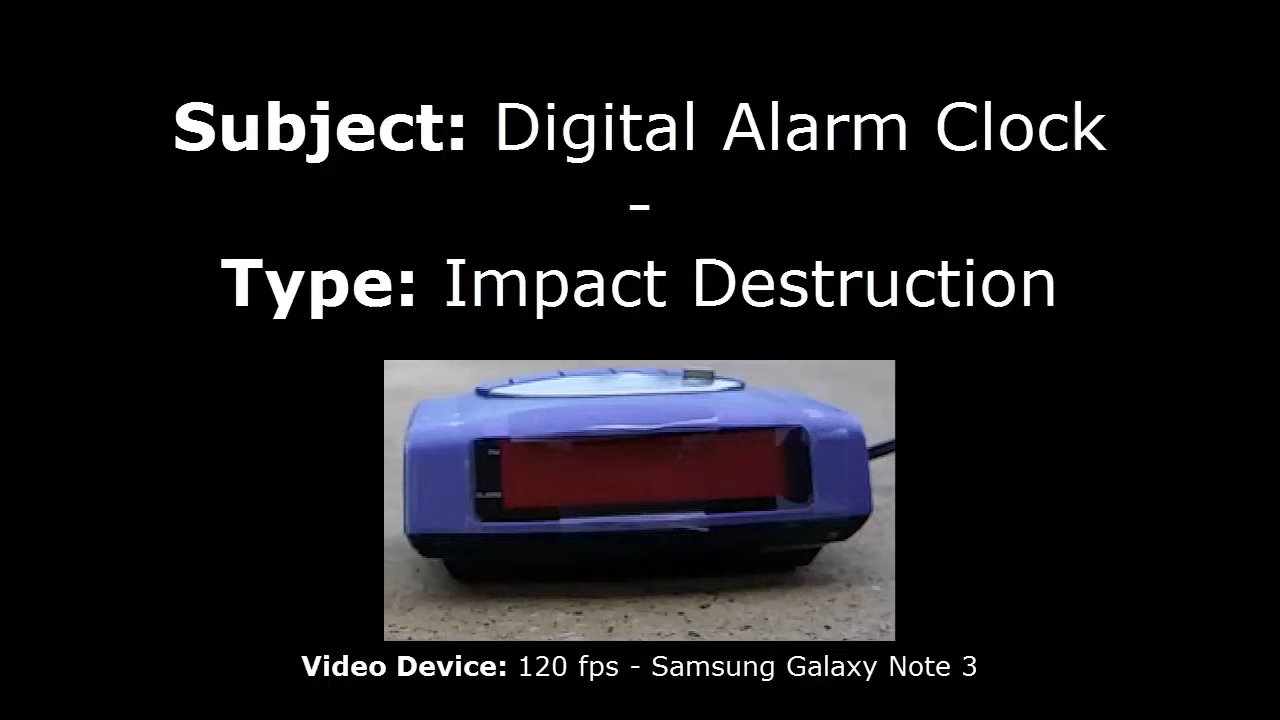 Subject: Digital Alarm Clock
-
Type: Impact Destruction
Video Device: 120 fps - Samsung Galaxy Note 3